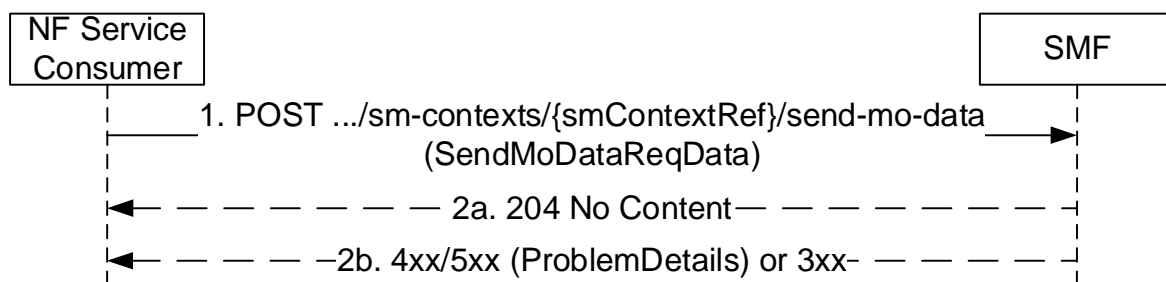 NF Service
Consumer
SMF
1. POST .../sm-contexts/{smContextRef}/send-mo-data
(SendMoDataReqData)
2a. 204 No Content
2b. 4xx/5xx (ProblemDetails) or 3xx